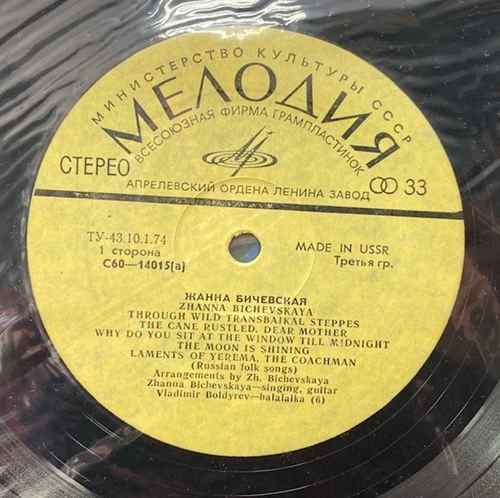 МИНИСТЕРСТВО КУЛЬТУРЫ СССР
МЕЛОДИЯ
ВСЕСОЮЗНАЯ ФИРМА ГРАМПЛАСТИНОК
СТЕРЕО
33
АПРЕЛЕВСКИЙ ОРДЕНА ЛЕНИНА ЗАВОД
ТУ-43.10.1.74
1 сторона
С60—14015(а)
MADE IN USSR
Третья гр.
ЖАННА БИЧЕВСКАЯ
ZHANNA BICHEVSKAYA
THROUGH WILD TRANSBAIKAL STEPPES
THE CANE RUSTLED, DEAR MOTHER
WHY DO YOU SIT AT THE WINDOW TILL MIDNIGHT
THE MOON IS SHINING
LAMENTS OF YEREMA, THE COACHMAN
(Russian folk songs)
Arrangements by Zh. Bichevskaya
Zhanna Bichevskaya—singing, guitar
Vladimir Boldyrev—balalaika (6)